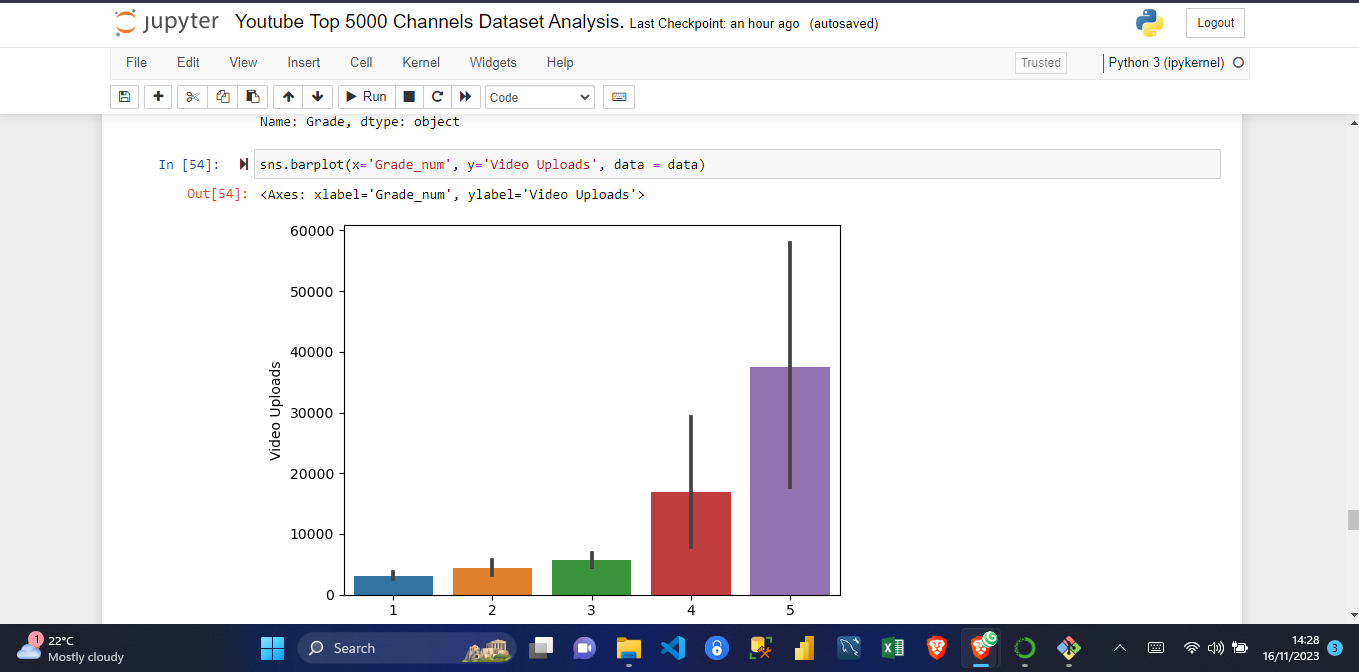 jupyter Youtube Top 5000 Channels Dataset Analysis. Last Checkpoint: an hour ago (autosaved) Logout
File Edit View Insert Cell Kernel Widgets Help Trusted Python 3 (ipykernel)
Run Code
Name: Grade, dtype: object
In [54]: sns.barplot(x='Grade_num', y='Video Uploads', data = data)
Out[54]: <Axes: xlabel='Grade_num', ylabel='Video Uploads'>
60000
50000
40000
30000
20000
10000
0
Video Uploads
1 2 3 4 5
1 22°C
Mostly cloudy
Search
14:28
16/11/2023
3